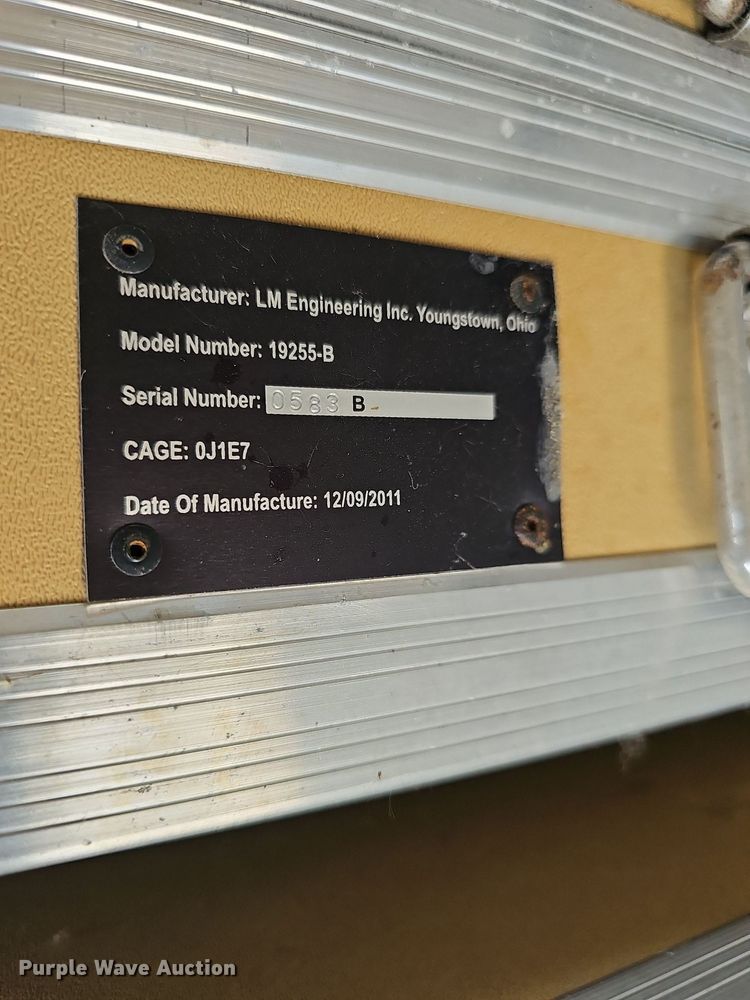 Manufacturer: LM Engineering Inc. Youngstown, Ohio
Model Number: 19255-B
Serial Number: 0583 B
CAGE: 0J1E7
Date Of Manufacture: 12/09/2011
Purple Wave Auction